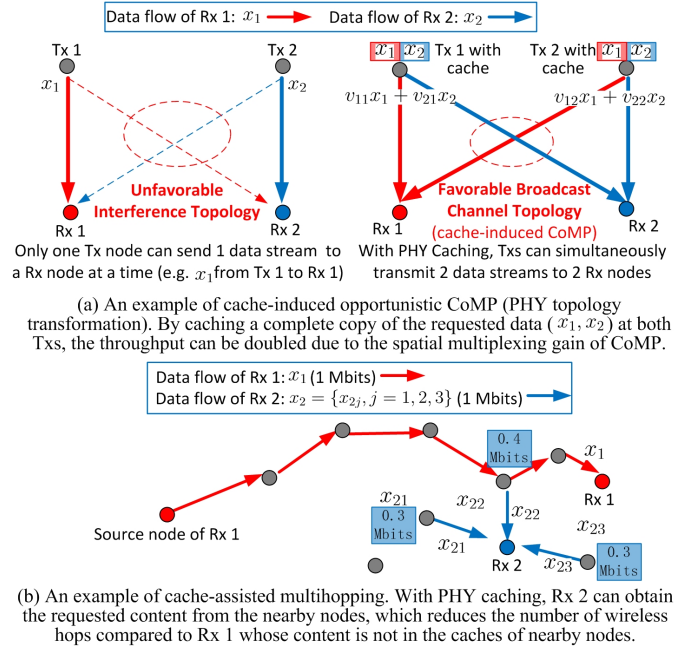 Data flow of Rx 1: x₁ Data flow of Rx 2: x₂
Tx 1
Tx 2
x₁ x₂
Tx 1 with
cache
Tx 2 with
cache
x₁ x₂
x₁
x₂
v₁₁x₁ + v₂₁x₂
v₁₂x₁ + v₂₂x₂
Unfavorable
Interference Topology
Rx 1
Rx 2
Favorable Broadcast
Channel Topology
(cache-induced CoMP)
Rx 1
Rx 2
Only one Tx node can send 1 data stream to
a Rx node at a time (e.g. x₁ from Tx 1 to Rx 1)
With PHY Caching, Txs can simultaneously
transmit 2 data streams to 2 Rx nodes
(a) An example of cache-induced opportunistic CoMP (PHY topology
transformation). By caching a complete copy of the requested data (x₁, x₂) at both
Txs, the throughput can be doubled due to the spatial multiplexing gain of CoMP.
Data flow of Rx 1: x₁ (1 Mbits)
Data flow of Rx 2: x₂ = {x₂ⱼ, j = 1, 2, 3} (1 Mbits)
0.4
Mbits
x₁
Rx 1
Source node of Rx 1
x₂₁
0.3
Mbits
x₂₁
x₂₂
x₂₂
x₂₃
0.3
Mbits
x₂₃
Rx 2
(b) An example of cache-assisted multihopping. With PHY caching, Rx 2 can obtain
the requested content from the nearby nodes, which reduces the number of wireless
hops compared to Rx 1 whose content is not in the caches of nearby nodes.